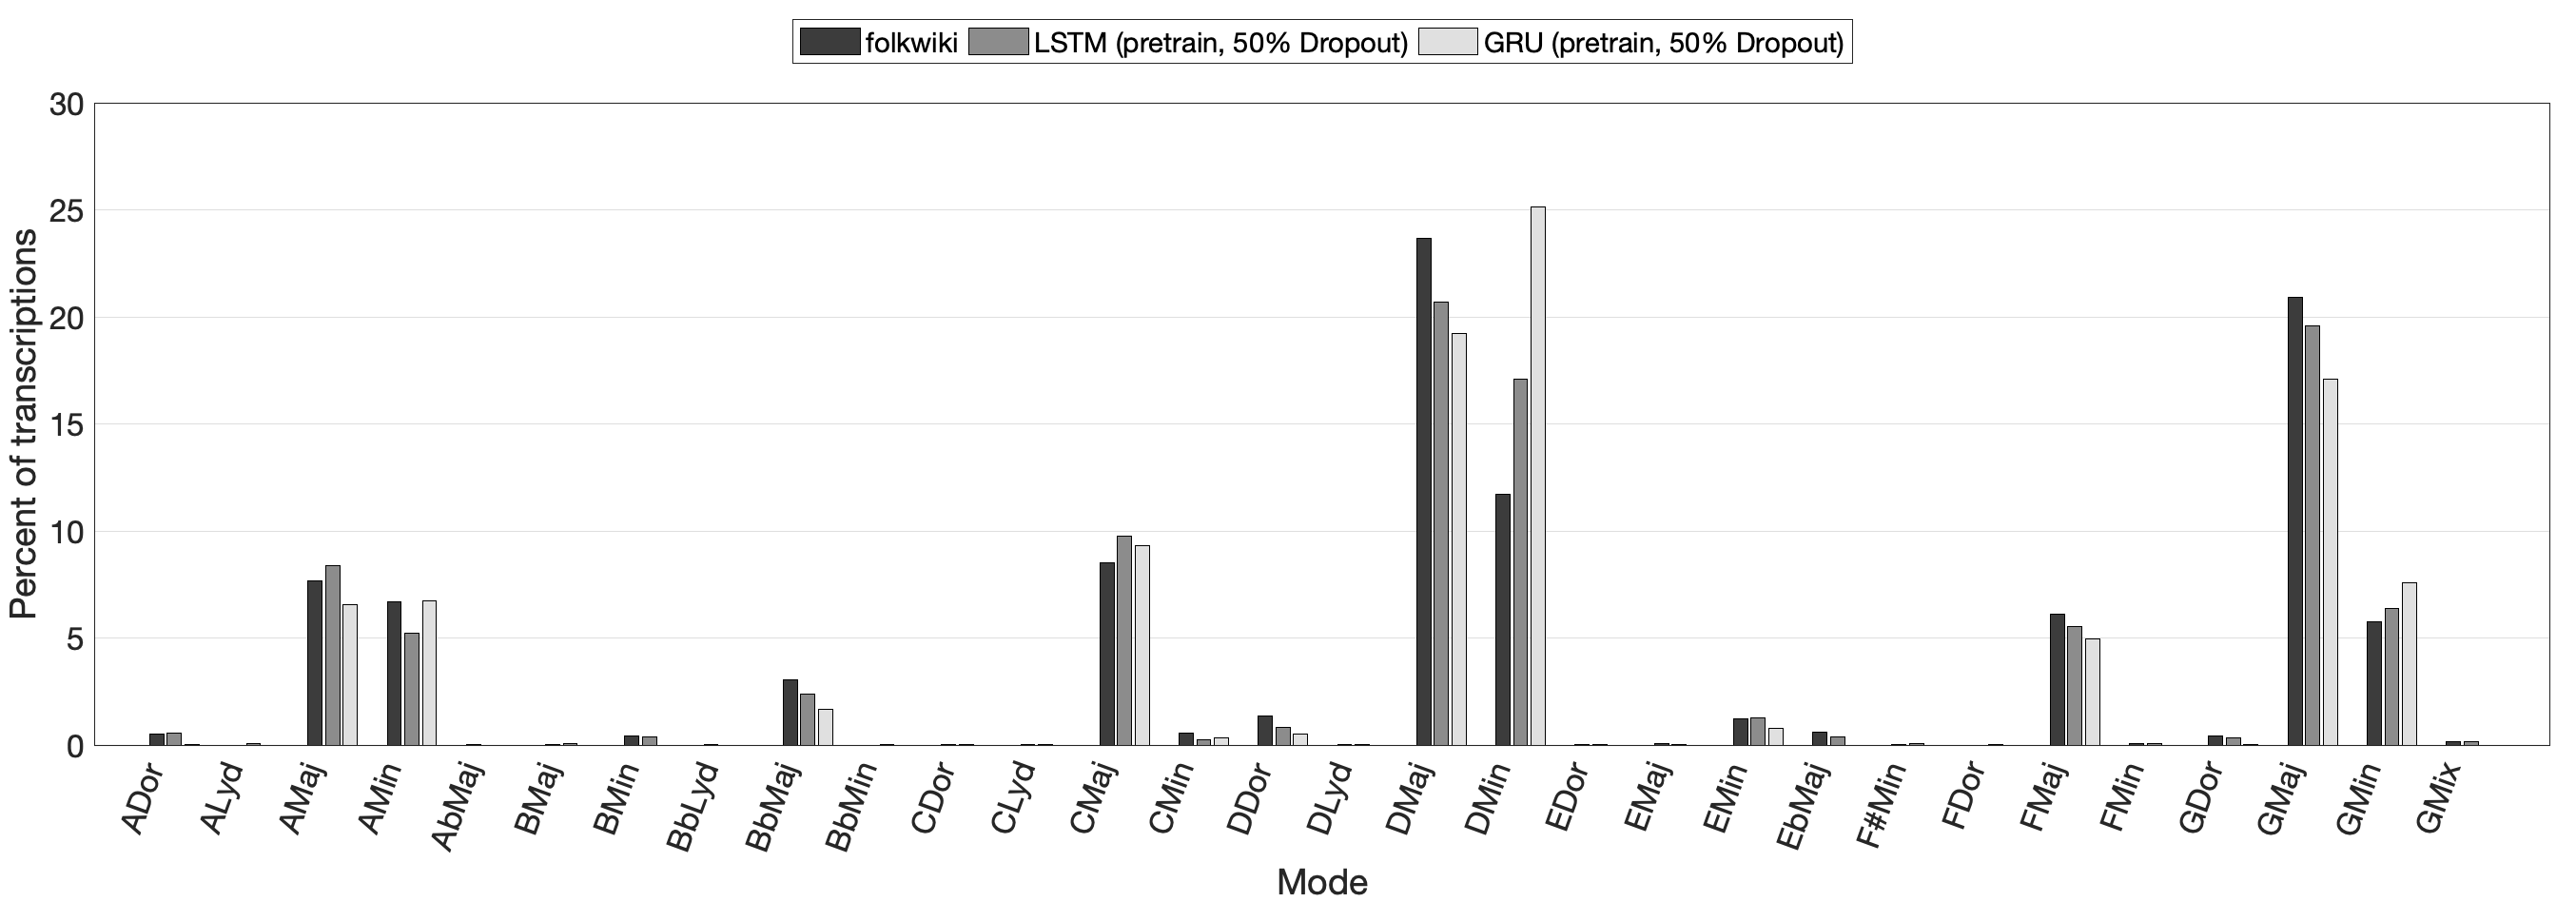 folkwiki LSTM (pretrain, 50% Dropout) GRU (pretrain, 50% Dropout)
30
25
20
15
10
5
0
Percent of transcriptions
ADor ALyd AMaj AMin AbMaj BMaj BMin BbLyd BbMaj BbMin CDor CLyd CMaj CMin DDor DLyd DMaj DMin EDor EMaj EMin EbMaj F#Min FDor FMaj FMin GDor GMaj GMin GMix
Mode